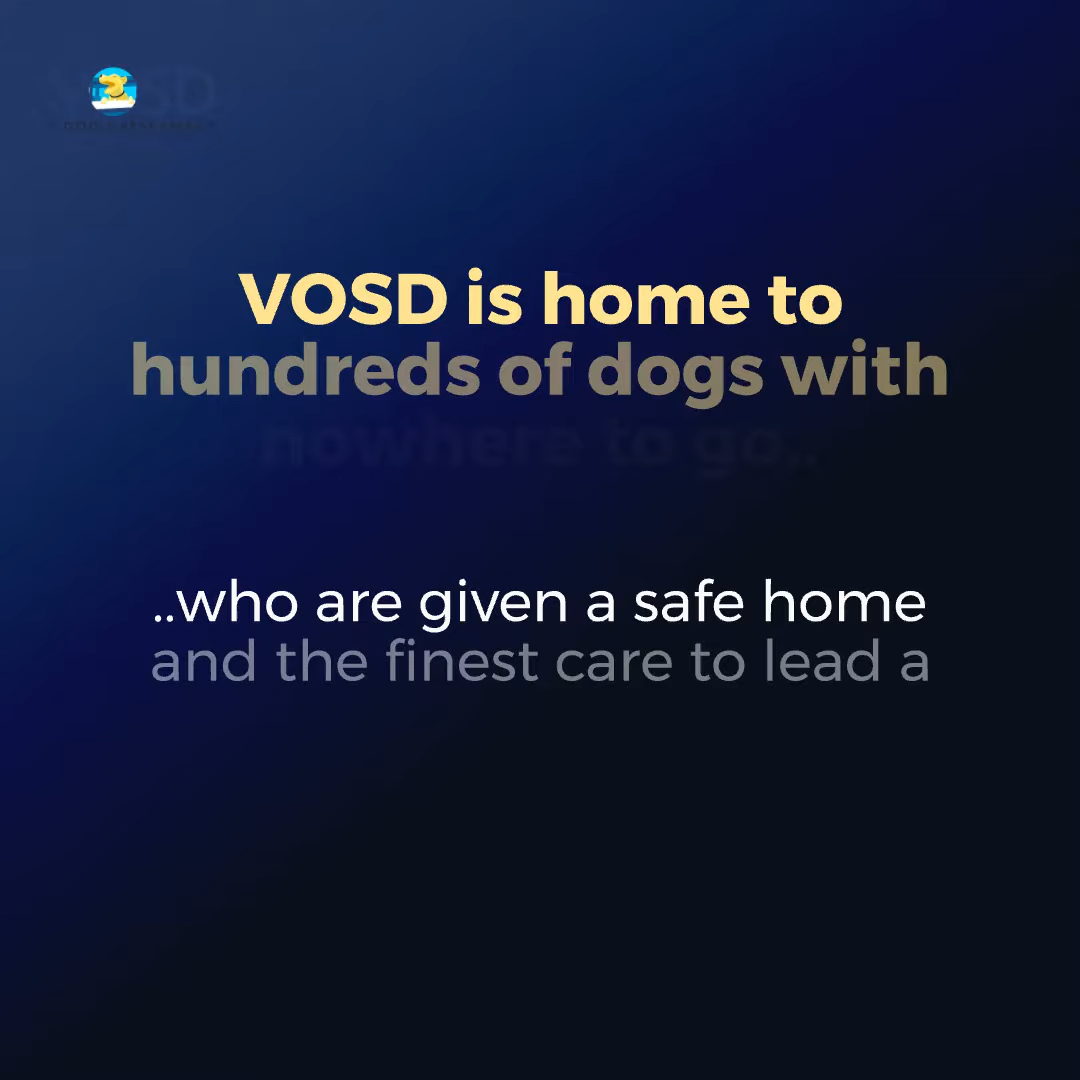 VOSD
VOSD is home to
hundreds of dogs with
nowhere to go..
..who are given a safe home
and the finest care to lead a